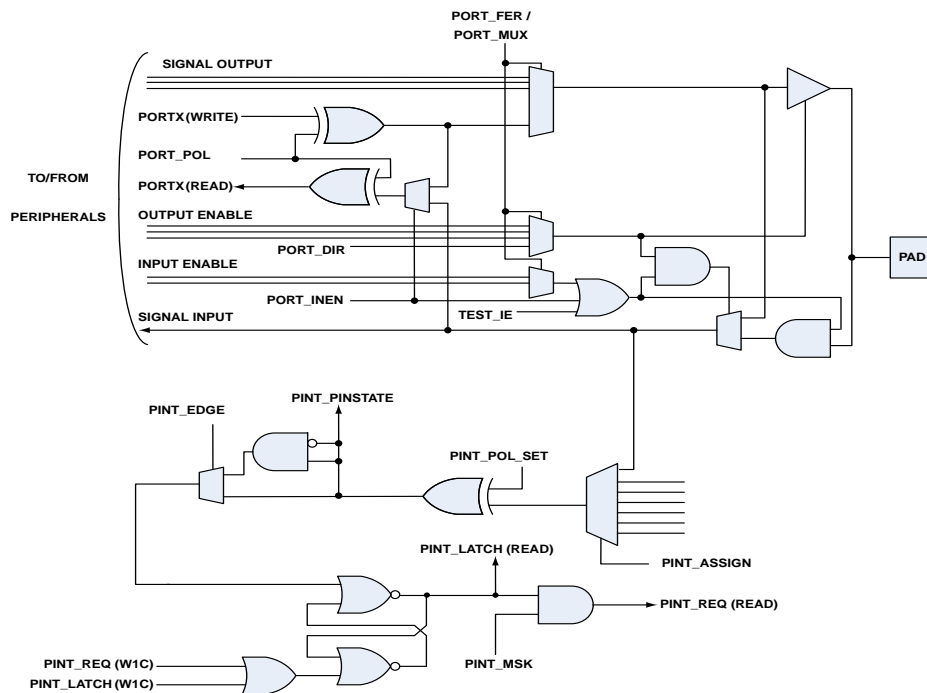 PORT_FER /
PORT_MUX
SIGNAL OUTPUT
PORTX (WRITE)
PORT_POL
PORTX (READ)
TO/FROM
PERIPHERALS
OUTPUT ENABLE
PORT_DIR
PAD
INPUT ENABLE
PORT_INEN
TEST_IE
SIGNAL INPUT
PINT_PINSTATE
PINT_EDGE
PINT_POL_SET
PINT_LATCH (READ)
PINT_ASSIGN
PINT_REQ (READ)
PINT_MSK
PINT_REQ (W1C)
PINT_LATCH (W1C)